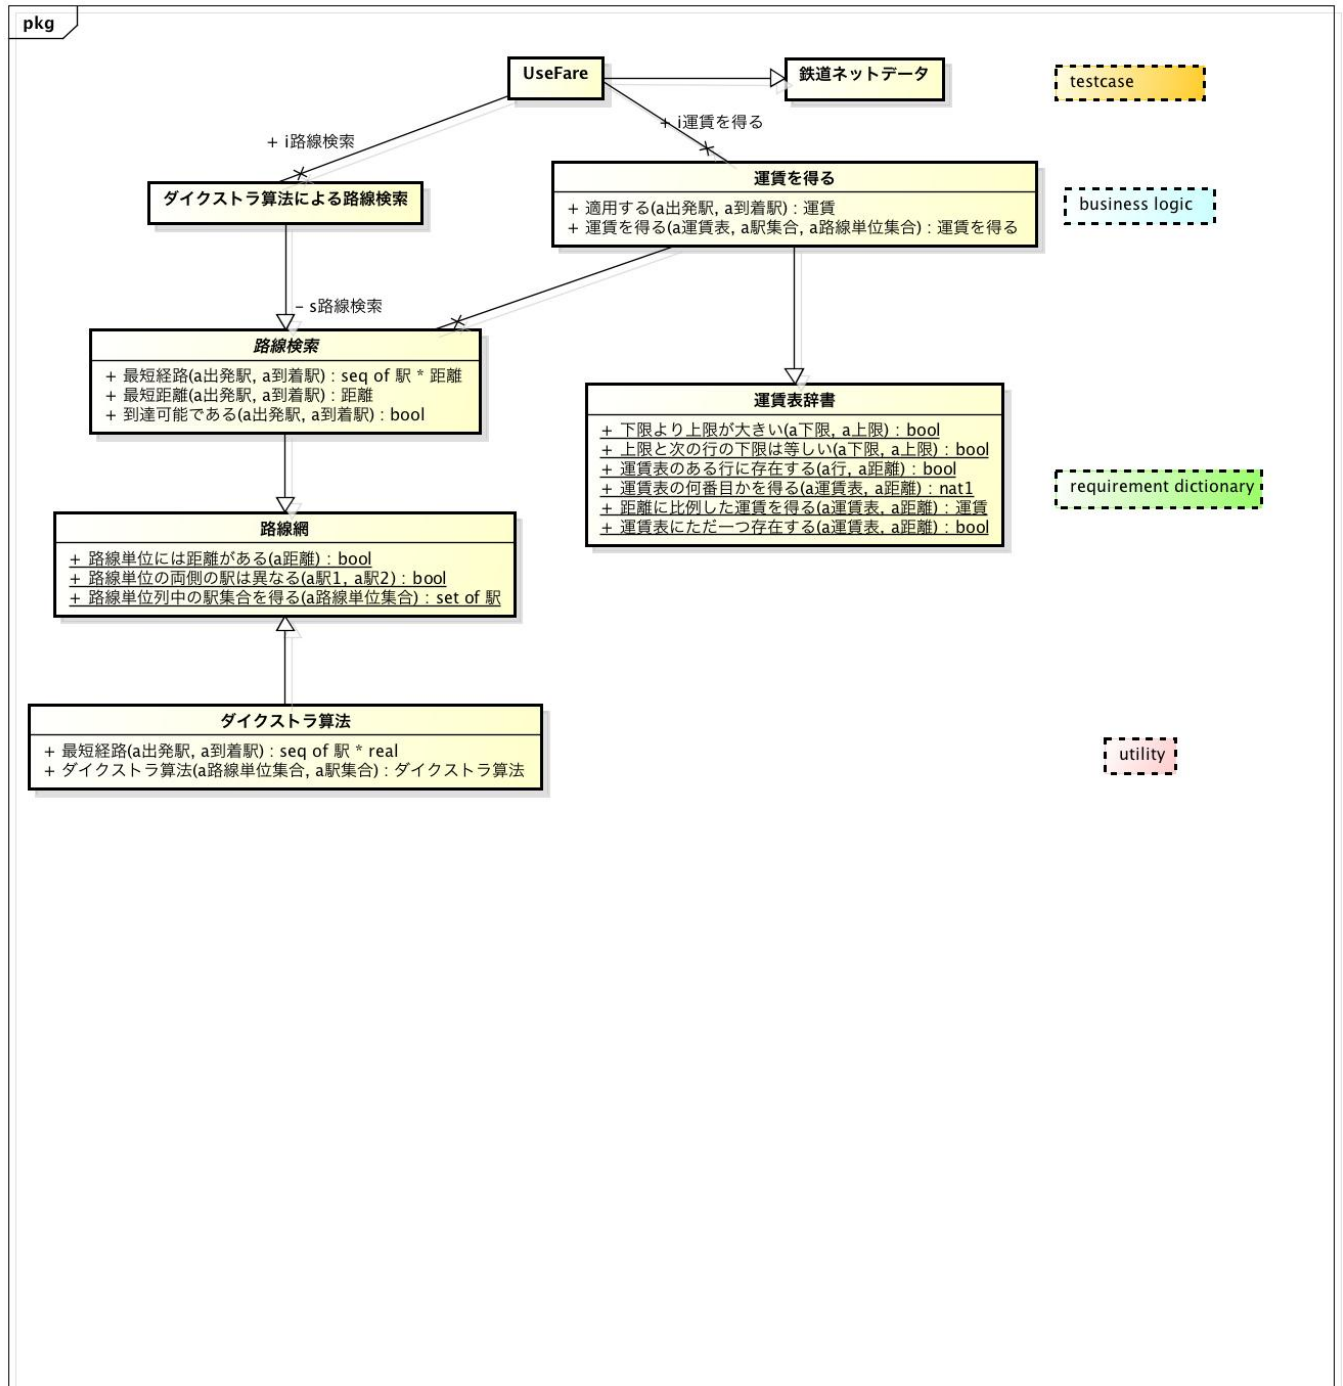 pkg
UseFare
鉄道ネットデータ
testcase
+ i路線検索
+ i運賃を得る
ダイクストラ算法による路線検索
運賃を得る
+ 適用する(a出発駅, a到着駅) : 運賃
+ 運賃を得る(a運賃表, a駅集合, a路線単位集合) : 運賃を得る
business logic
- s路線検索
路線検索
+ 最短経路(a出発駅, a到着駅) : seq of 駅 * 距離
+ 最短距離(a出発駅, a到着駅) : 距離
+ 到達可能である(a出発駅, a到着駅) : bool
運賃表辞書
+ 下限より上限が大きい(a下限, a上限) : bool
+ 上限と次の行の下限は等しい(a下限, a上限) : bool
+ 運賃表のある行に存在する(a行, a距離) : bool
+ 運賃表の何番目かを得る(a運賃表, a距離) : nat1
+ 距離に比例した運賃を得る(a運賃表, a距離) : 運賃
+ 運賃表にただ一つ存在する(a運賃表, a距離) : bool
requirement dictionary
路線網
+ 路線単位には距離がある(a距離) : bool
+ 路線単位の両側の駅は異なる(a駅1, a駅2) : bool
+ 路線単位列中の駅集合を得る(a路線単位集合) : set of 駅
ダイクストラ算法
+ 最短経路(a出発駅, a到着駅) : seq of 駅 * real
+ ダイクストラ算法(a路線単位集合, a駅集合) : ダイクストラ算法
utility